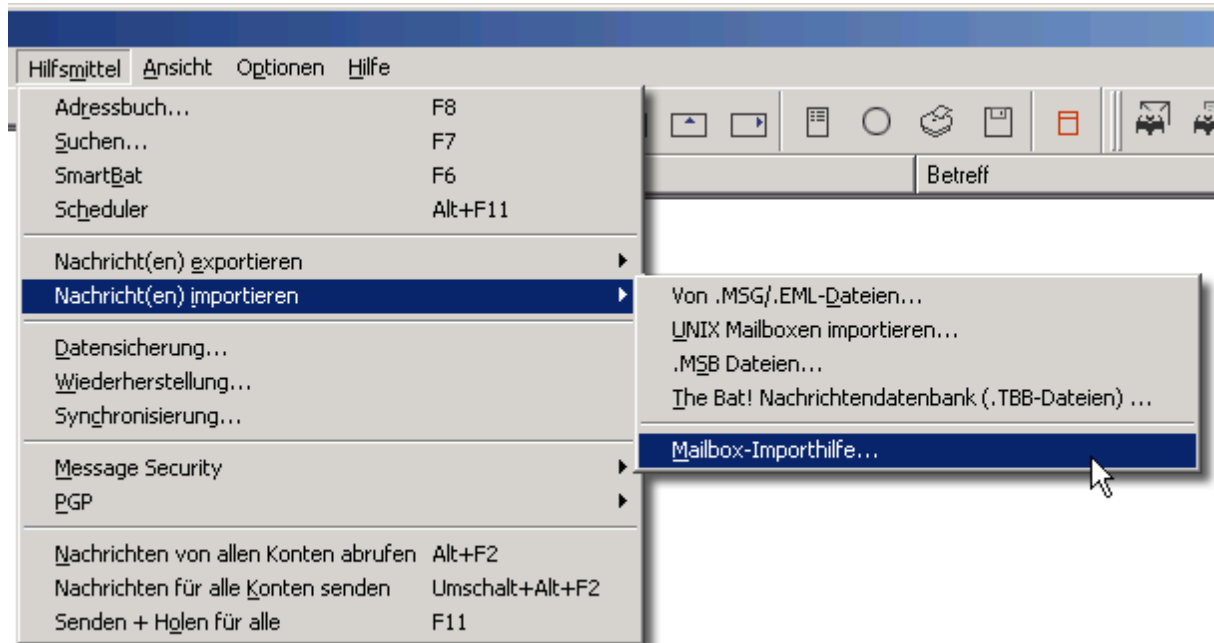 Hilfsmittel Ansicht Optionen Hilfe
Adressbuch... F8
Suchen... F7
SmartBat F6
Scheduler Alt+F11
Betreff
Nachricht(en) exportieren
Nachricht(en) importieren
Von .MSG/.EML-Dateien...
UNIX Mailboxen importieren...
.MSB Dateien...
The Bat! Nachrichtendatenbank (.TBB-Dateien) ...
Mailbox-Importhilfe...
Datensicherung...
Wiederherstellung...
Synchronisierung...
Message Security
PGP
Nachrichten von allen Konten abrufen Alt+F2
Nachrichten für alle Konten senden Umschalt+Alt+F2
Senden + Holen für alle F11